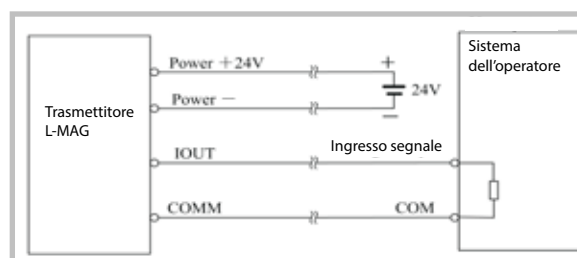 Power +24V
Power −
+
24V
−
Trasmettitore
L-MAG
Sistema
dell'operatore
IOUT
Ingresso segnale
COMM
COM